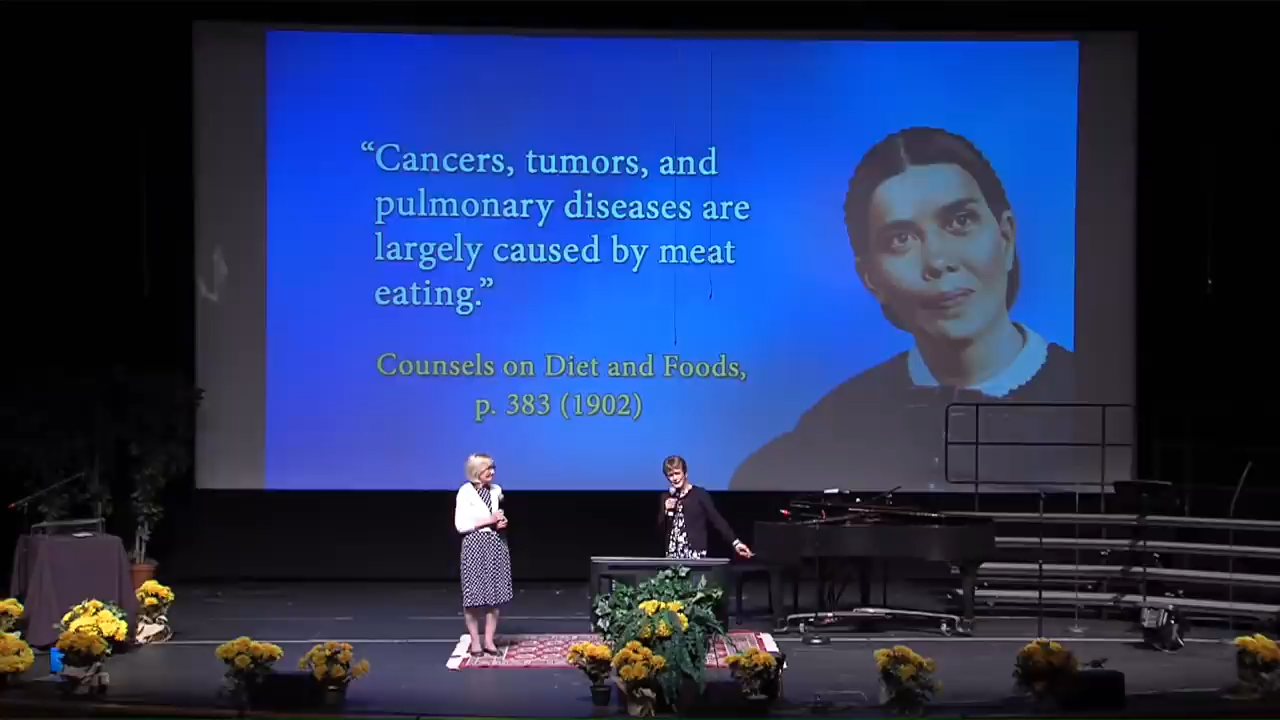 “Cancers, tumors, and
pulmonary diseases are
largely caused by meat
eating.”
Counsels on Diet and Foods,
p. 383 (1902)